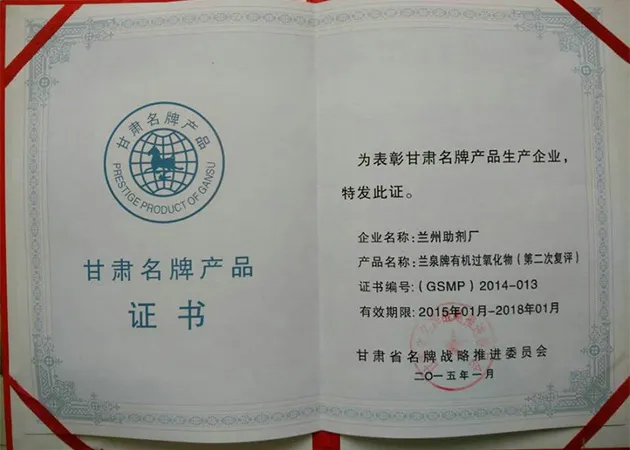 甘肃名牌产品
PRESTIGE PRODUCT OF GANSU
甘肃名牌产品
证书
为表彰甘肃名牌产品生产企业，
特发此证。
企业名称：兰州助剂厂
产品名称：兰泉牌有机过氧化物（第二次复评）
证书编号：（GSMP）2014-013
有效期限：2015年01月-2018年01月
甘肃省名牌战略推进委员会
二〇一五年一月